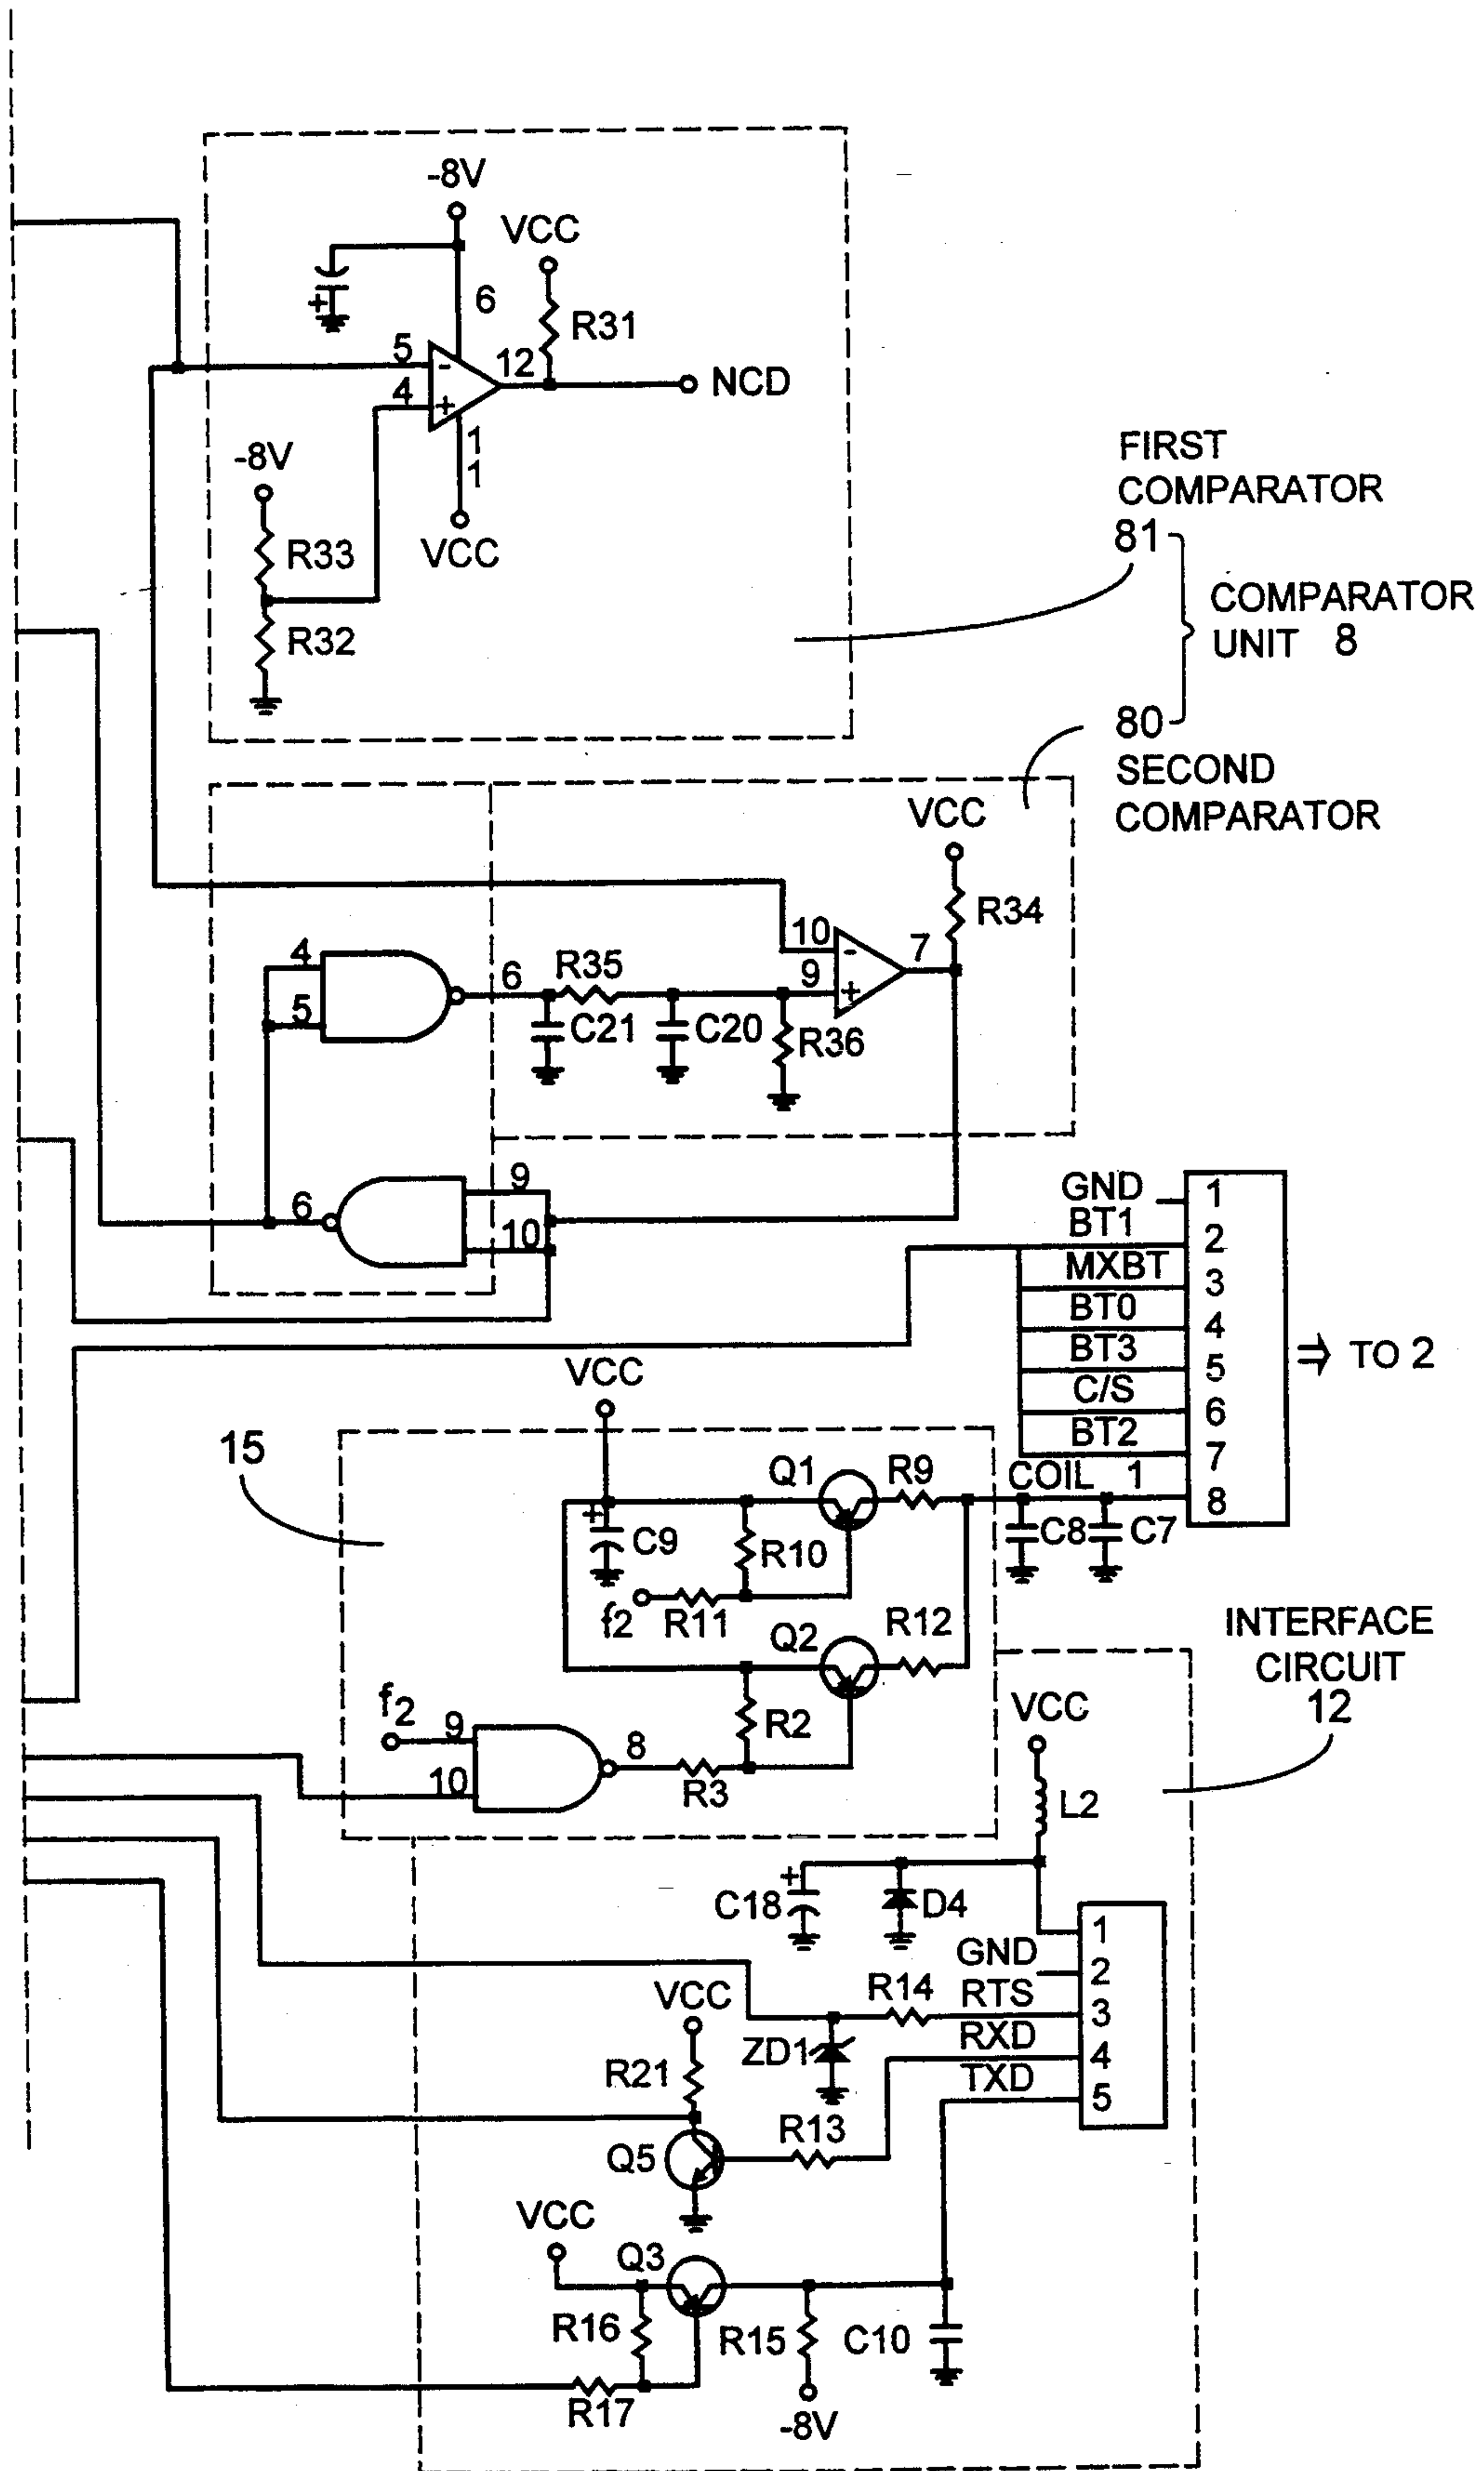 -8V
VCC
+
6
R31
5
-
12
NCD
4
+
1
1
VCC
-8V
R33
R32
FIRST
COMPARATOR
81
COMPARATOR
UNIT 8
80
SECOND
COMPARATOR
VCC
R34
10
-
7
9
+
4
5
6
R35
C21
C20
R36
6
9
10
GND
1
BT1
2
MXBT
3
BT0
4
BT3
5
C/S
6
BT2
7
COIL 1
8
⇒ TO 2
VCC
15
Q1
R9
+
C9
R10
C8
C7
f2
R11
Q2
R12
R2
f2
9
8
10
R3
INTERFACE
CIRCUIT
12
VCC
L2
+
C18
D4
1
GND
2
R14
RTS
3
VCC
ZD1
RXD
4
R21
TXD
5
R13
Q5
VCC
Q3
R16
R15
C10
R17
-8V